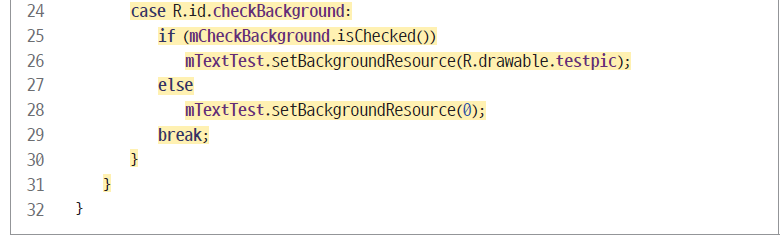 24 case R.id.checkBackground:
25 if (mCheckBackground.isChecked())
26 mTextTest.setBackgroundResource(R.drawable.testpic);
27 else
28 mTextTest.setBackgroundResource(0);
29 break;
30 }
31 }
32 }